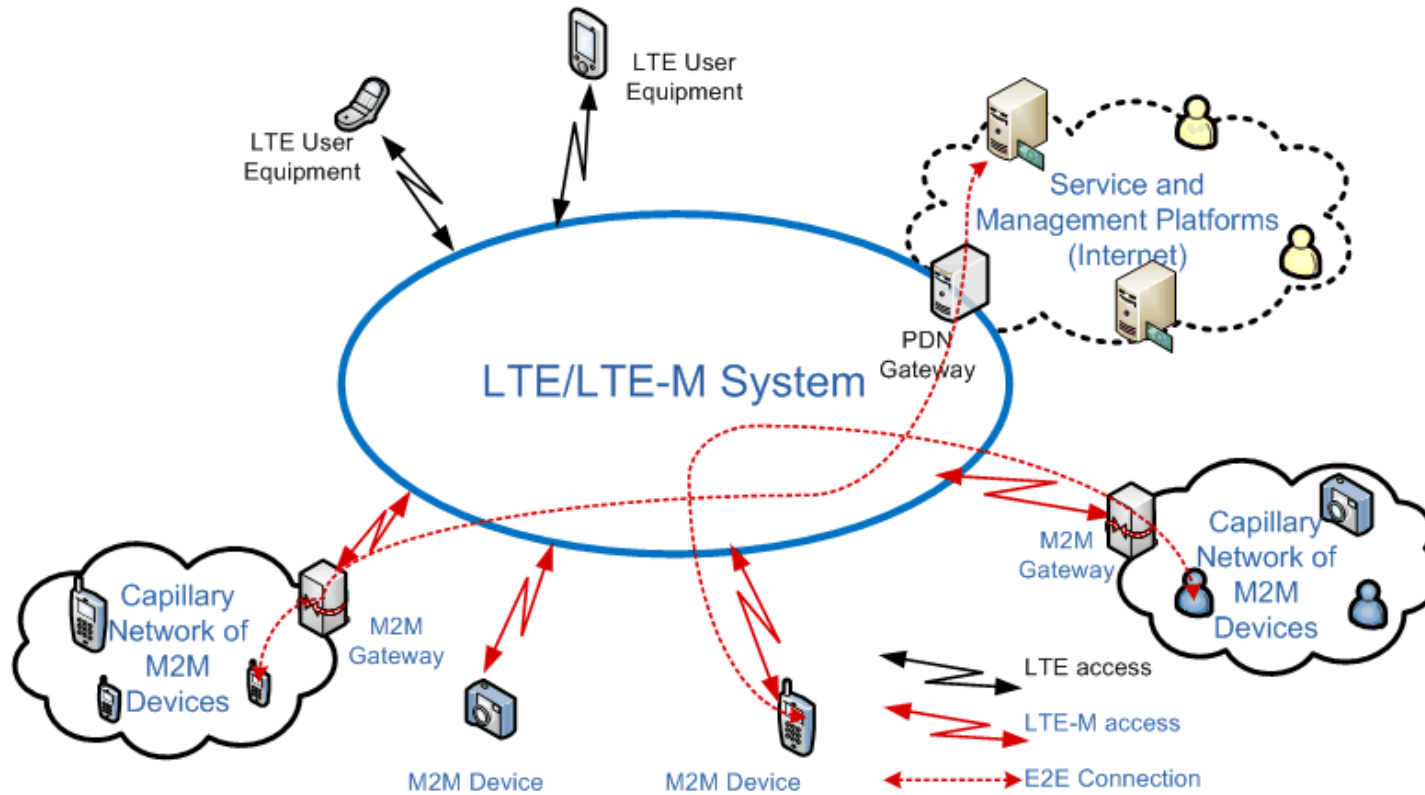 LTE User
Equipment
LTE User
Equipment
Service and
Management Platforms
(Internet)
PDN
Gateway
LTE/LTE-M System
Capillary
Network of
M2M
Devices
M2M
Gateway
M2M
Gateway
Capillary
Network of
M2M
Devices
M2M Device
M2M Device
LTE access
LTE-M access
E2E Connection